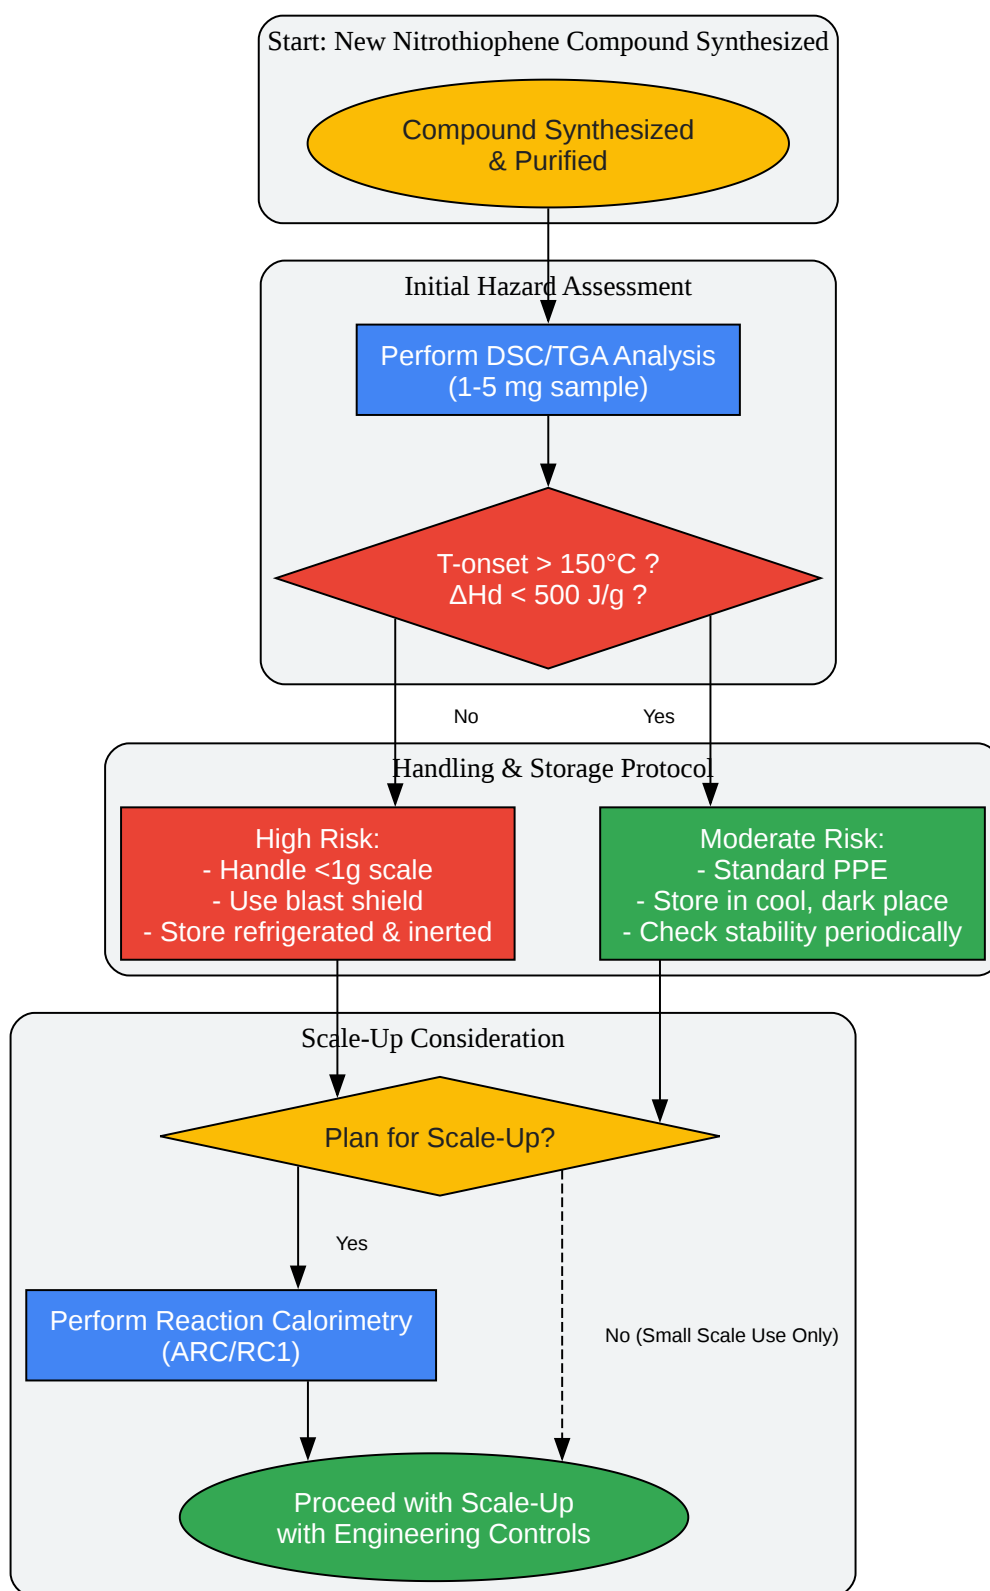 Start: New Nitrothiophene Compound Synthesized
Compound Synthesized
& Purified
Initial Hazard Assessment
Perform DSC/TGA Analysis
(1-5 mg sample)
T-onset > 150°C ?
ΔHd < 500 J/g ?
No
Yes
Handling & Storage Protocol
High Risk:
- Handle <1g scale
- Use blast shield
- Store refrigerated & inerted
Moderate Risk:
- Standard PPE
- Store in cool, dark place
- Check stability periodically
Scale-Up Consideration
Plan for Scale-Up?
Yes
Perform Reaction Calorimetry
(ARC/RC1)
No (Small Scale Use Only)
Proceed with Scale-Up
with Engineering Controls